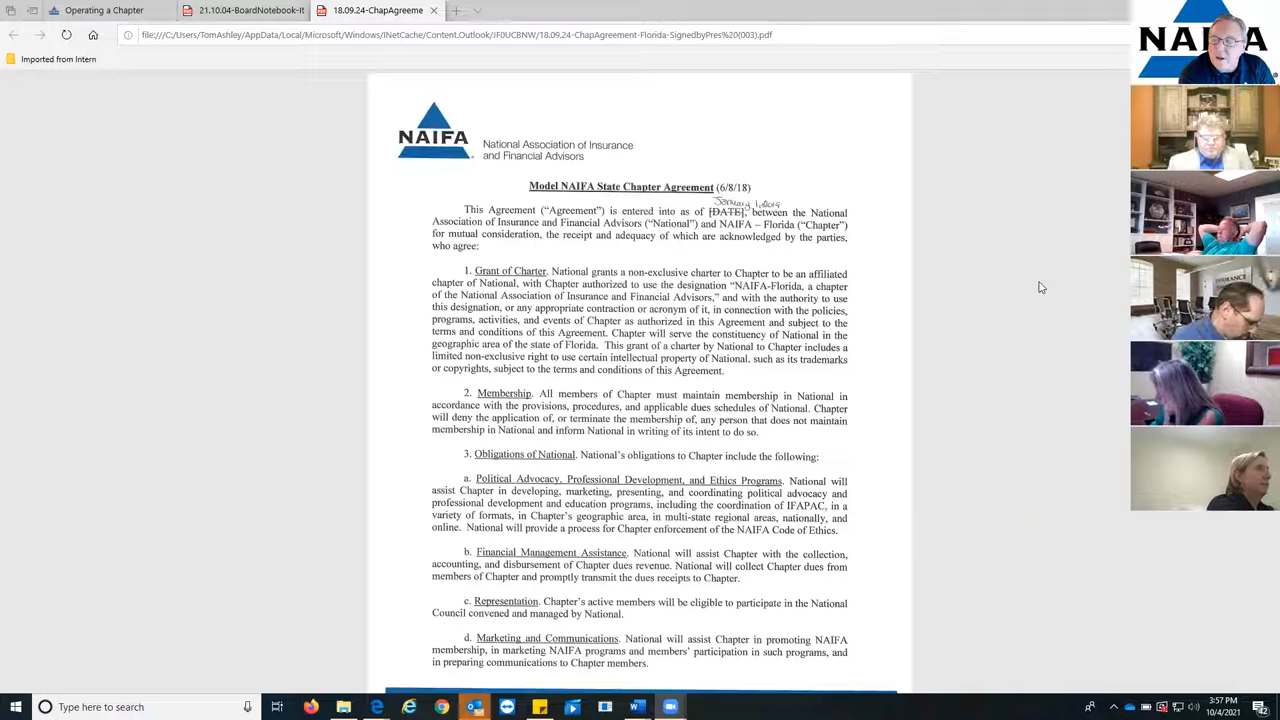 Operating a Chapter
21.10.04-BoardNotebook-It
18.09.24-ChapAgreeme
file:///C:/Users/TomAshley/AppData/Local/Microsoft/Windows/INetCache/Content.Outlook/JF0UCBNW/18.09.24-ChapAgreement-Florida-SignedbyPres%20(003).pdf
Imported from Intern
NAIFA
National Association of Insurance
and Financial Advisors
Model NAIFA State Chapter Agreement (6/8/18)
January 1, 2019
This Agreement (“Agreement”) is entered into as of [DATE], between the National
Association of Insurance and Financial Advisors (“National”) and NAIFA – Florida (“Chapter”)
for mutual consideration, the receipt and adequacy of which are acknowledged by the parties,
who agree:
1. Grant of Charter. National grants a non-exclusive charter to Chapter to be an affiliated
chapter of National, with Chapter authorized to use the designation “NAIFA-Florida, a chapter
of the National Association of Insurance and Financial Advisors,” and with the authority to use
this designation, or any appropriate contraction or acronym of it, in connection with the policies,
programs, activities, and events of Chapter as authorized in this Agreement and subject to the
terms and conditions of this Agreement. Chapter will serve the constituency of National in the
geographic area of the state of Florida. This grant of a charter by National to Chapter includes a
limited non-exclusive right to use certain intellectual property of National, such as its trademarks
or copyrights, subject to the terms and conditions of this Agreement.
2. Membership. All members of Chapter must maintain membership in National in
accordance with the provisions, procedures, and applicable dues schedules of National. Chapter
will deny the application of, or terminate the membership of, any person that does not maintain
membership in National and inform National in writing of its intent to do so.
3. Obligations of National. National’s obligations to Chapter include the following:
a. Political Advocacy, Professional Development, and Ethics Programs. National will
assist Chapter in developing, marketing, presenting, and coordinating political advocacy and
professional development and education programs, including the coordination of IFAPAC, in a
variety of formats, in Chapter’s geographic area, in multi-state regional areas, nationally, and
online. National will provide a process for Chapter enforcement of the NAIFA Code of Ethics.
b. Financial Management Assistance. National will assist Chapter with the collection,
accounting, and disbursement of Chapter dues revenue. National will collect Chapter dues from
members of Chapter and promptly transmit the dues receipts to Chapter.
c. Representation. Chapter’s active members will be eligible to participate in the National
Council convened and managed by National.
d. Marketing and Communications. National will assist Chapter in promoting NAIFA
membership, in marketing NAIFA programs and members’ participation in such programs, and
in preparing communications to Chapter members.
NAIFA
Type here to search
3:57 PM
10/4/2021
42